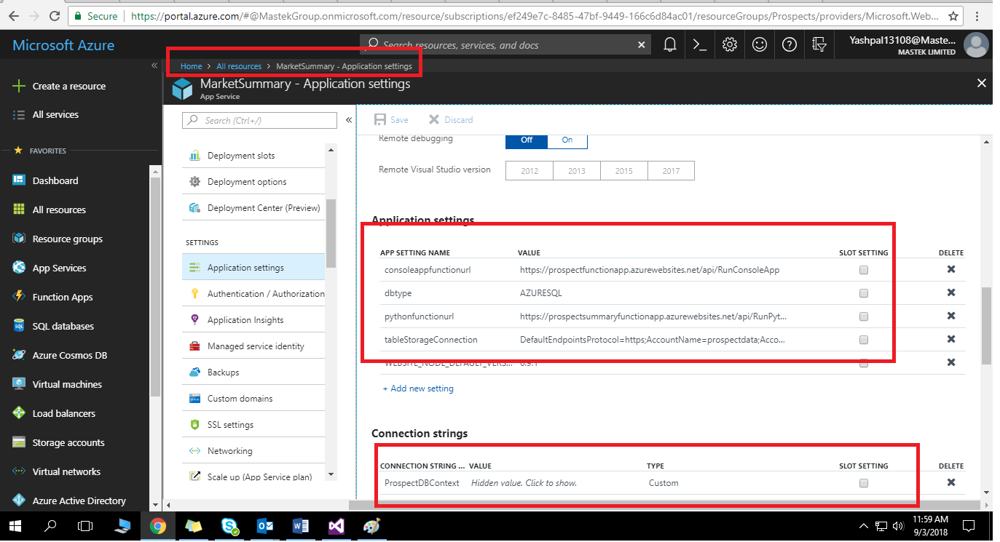 Secure | https://portal.azure.com/#@MastekGroup.onmicrosoft.com/resource/subscriptions/ef249e7c-8485-47bf-9449-166c6d84ac01/resourceGroups/Prospects/providers/Microsoft.Web...
Microsoft Azure
Search resources, services, and docs
Yashpal13108@Maste...
MASTEK LIMITED
Home > All resources > MarketSummary - Application settings
MarketSummary - Application settings
App Service
Create a resource
All services
FAVORITES
Dashboard
All resources
Resource groups
App Services
Function Apps
SQL databases
Azure Cosmos DB
Virtual machines
Load balancers
Storage accounts
Virtual networks
Azure Active Directory
Search (Ctrl+/)
Deployment slots
Deployment options
Deployment Center (Preview)
SETTINGS
Application settings
Authentication / Authorization
Application Insights
Managed service identity
Backups
Custom domains
SSL settings
Networking
Scale up (App Service plan)
Save Discard
Remote debugging Off On
Remote Visual Studio version 2012 2013 2015 2017
Application settings
APP SETTING NAME VALUE SLOT SETTING DELETE
consoleappfunctionurl https://prospectfunctionapp.azurewebsites.net/api/RunConsoleApp
dbtype AZURESQL
pythonfunctionurl https://prospectsummaryfunctionapp.azurewebsites.net/api/RunPyt...
tableStorageConnection DefaultEndpointsProtocol=https;AccountName=prospectdata;Acco...
WEBSITE_NODE_DEFAULT_VERS... 6.9.1
+ Add new setting
Connection strings
CONNECTION STRING ... VALUE TYPE SLOT SETTING DELETE
ProspectDBContext Hidden value. Click to show. Custom
11:59 AM
9/3/2018